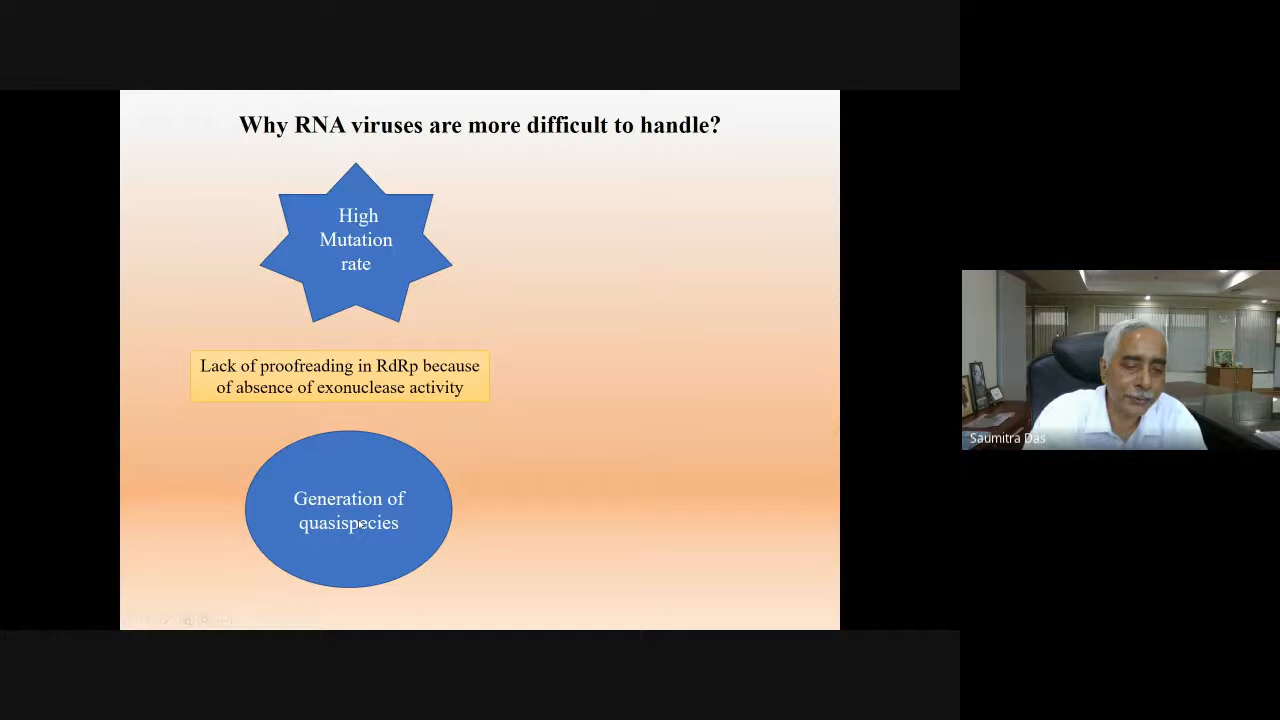 Why RNA viruses are more difficult to handle?
High
Mutation
rate
Lack of proofreading in RdRp because
of absence of exonuclease activity
Generation of
quasispecies
Saumitra Das